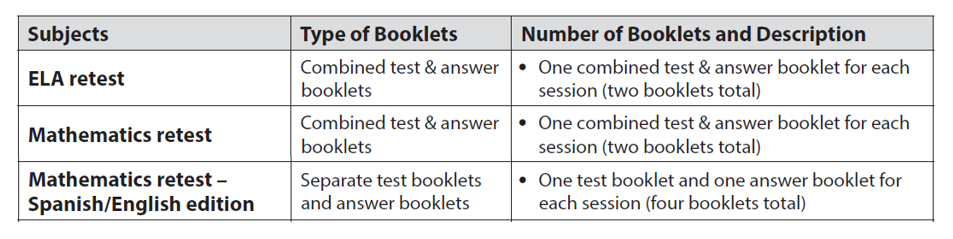 Subjects
Type of Booklets
Number of Booklets and Description
ELA retest
Combined test & answer
booklets
• One combined test & answer booklet for each
session (two booklets total)
Mathematics retest
Combined test & answer
booklets
• One combined test & answer booklet for each
session (two booklets total)
Mathematics retest –
Spanish/English edition
Separate test booklets
and answer booklets
• One test booklet and one answer booklet for
each session (four booklets total)